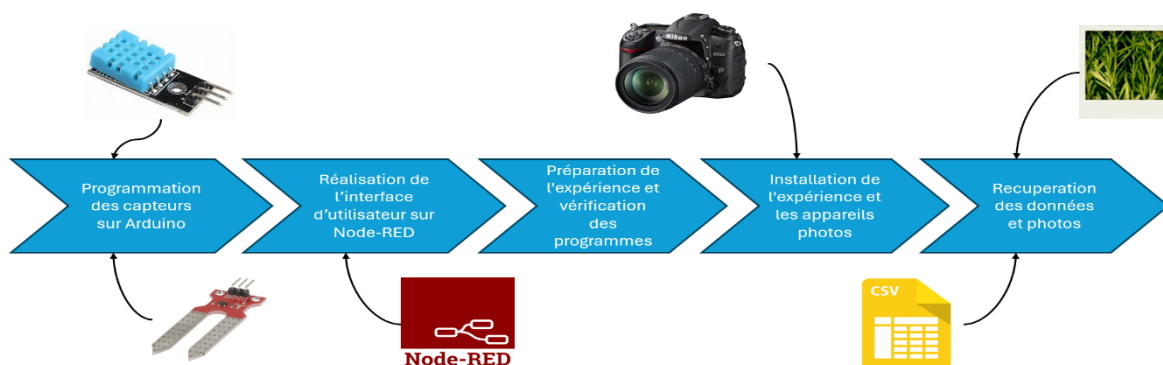 Nikon
Programmation
des capteurs
sur Arduino
Réalisation de
l'interface
d'utilisateur sur
Node-RED
Préparation de
l'expérience et
vérification
des
programmes
Installation de
l'expérience et
les appareils
photos
Recuperation
des données
et photos
Node-RED
CSV